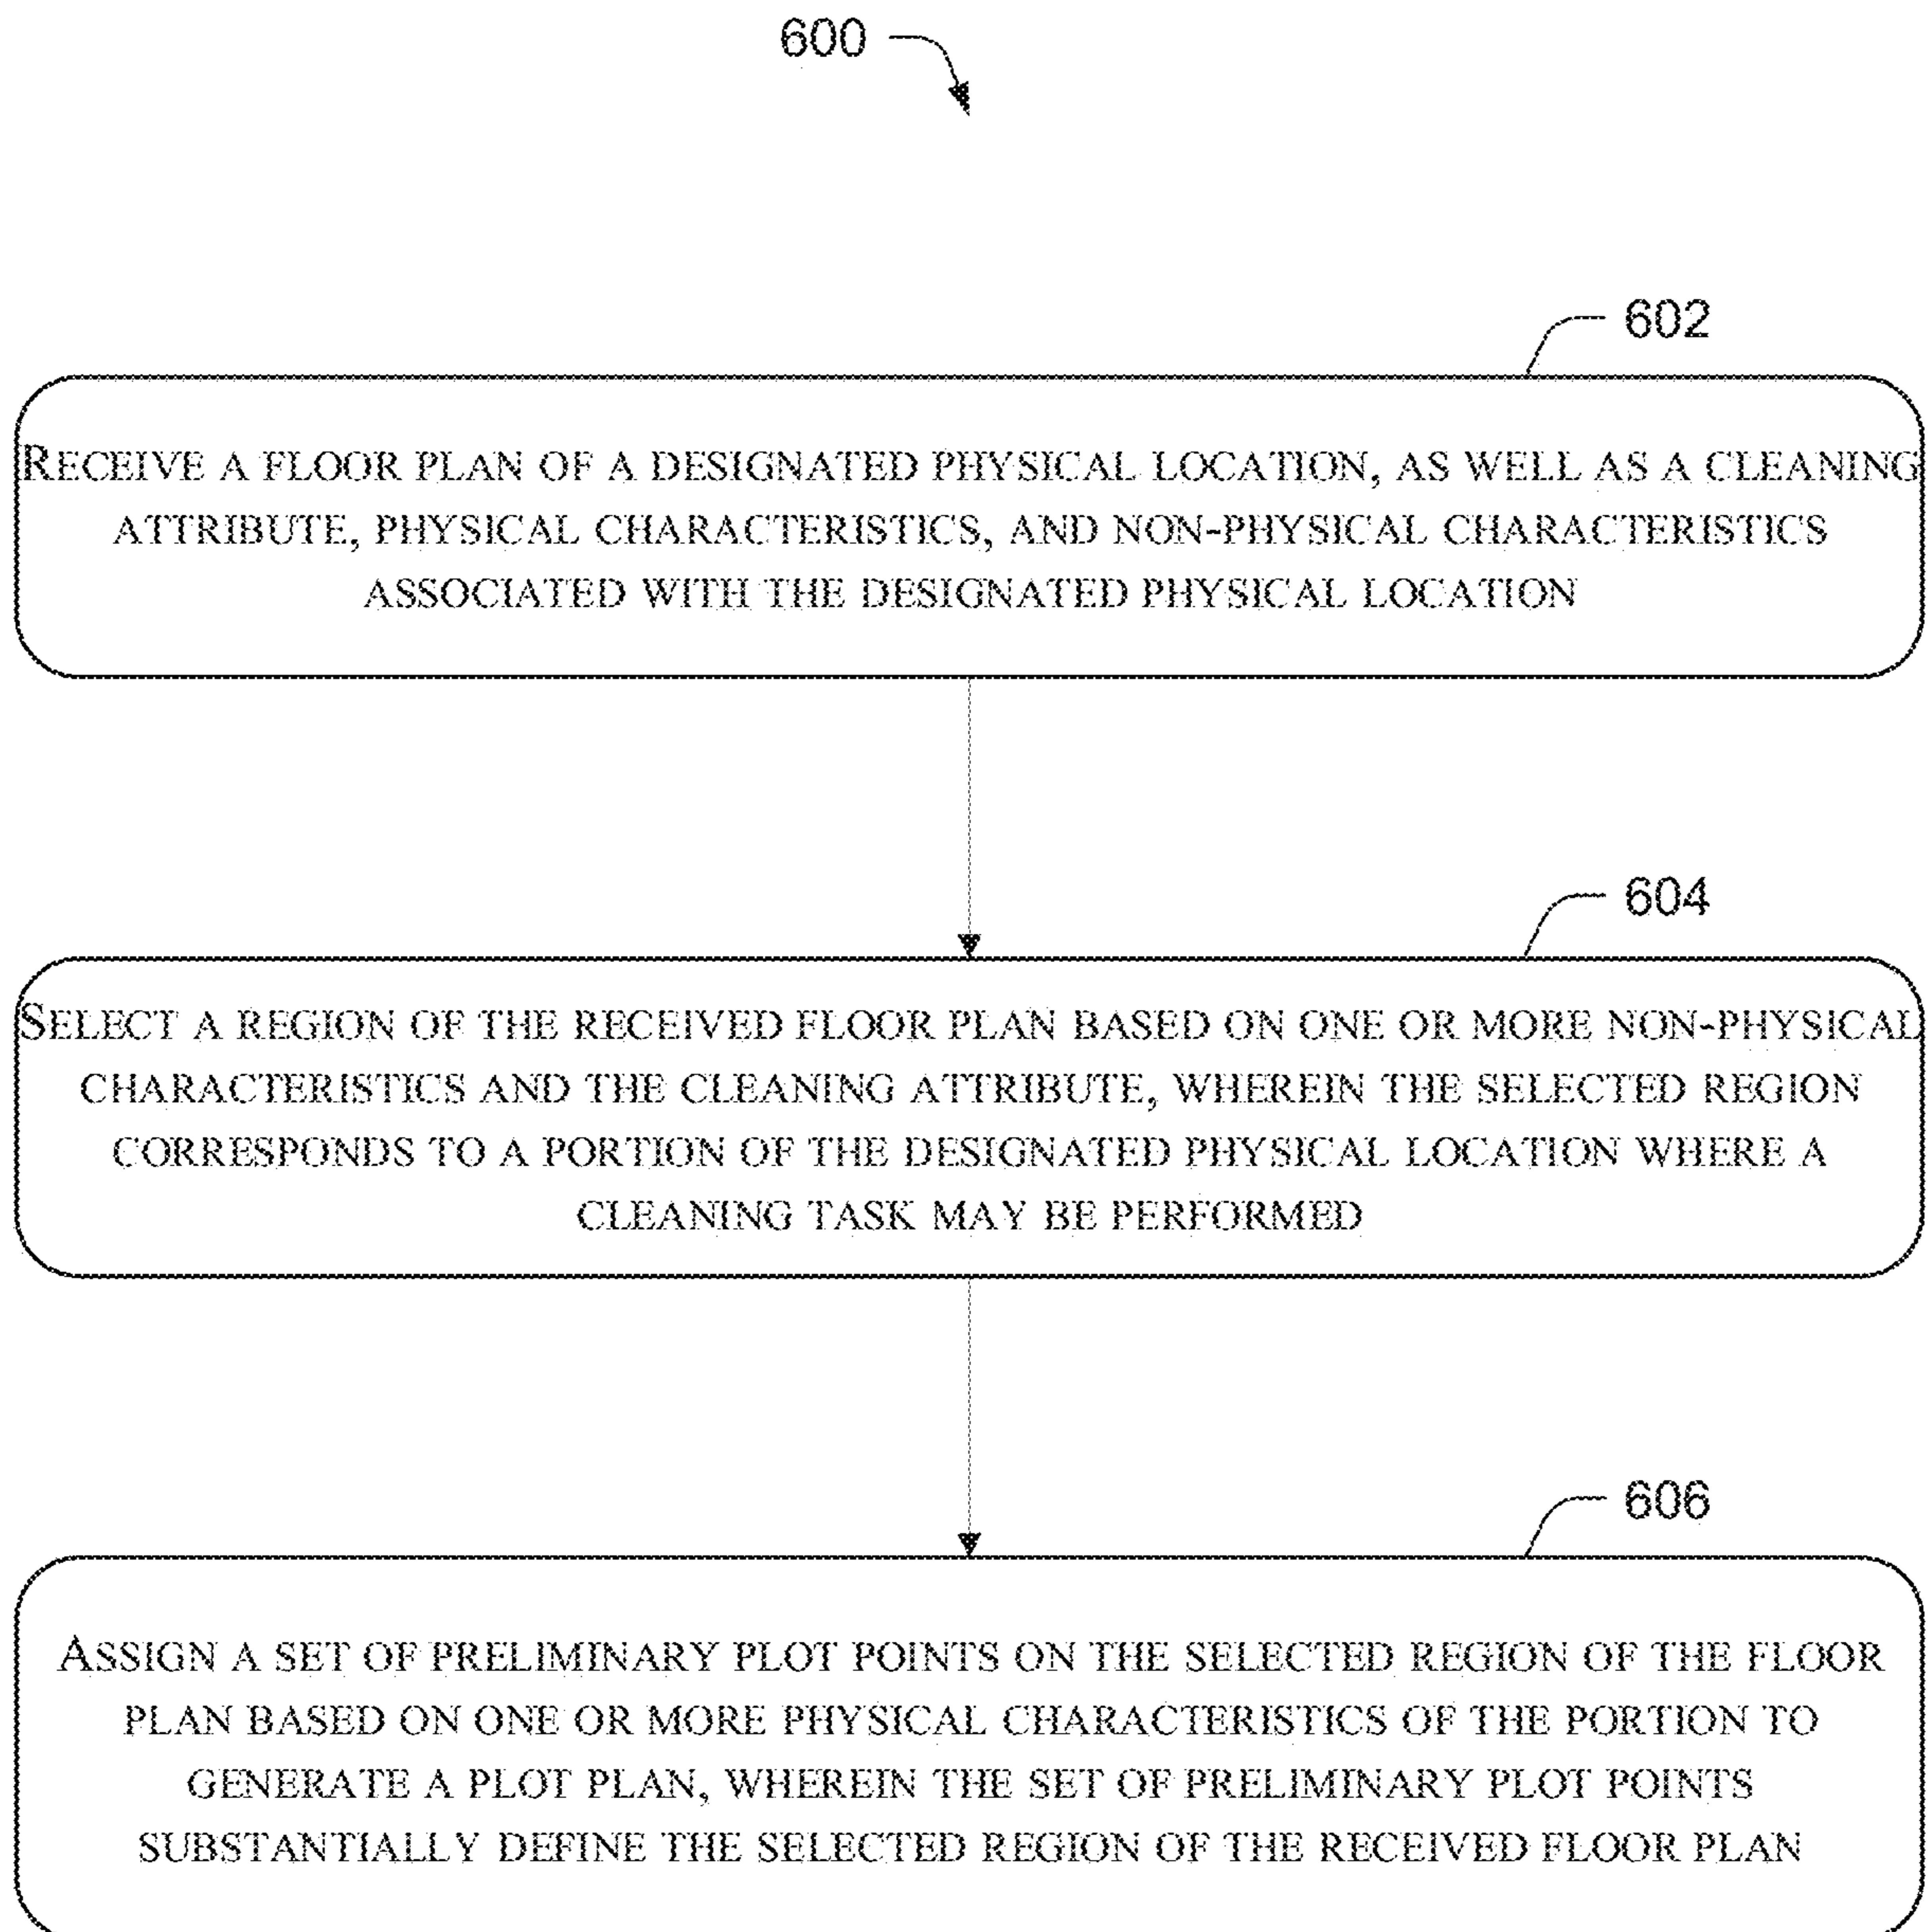 600
602
RECEIVE A FLOOR PLAN OF A DESIGNATED PHYSICAL LOCATION, AS WELL AS A CLEANING
ATTRIBUTE, PHYSICAL CHARACTERISTICS, AND NON-PHYSICAL CHARACTERISTICS
ASSOCIATED WITH THE DESIGNATED PHYSICAL LOCATION
604
SELECT A REGION OF THE RECEIVED FLOOR PLAN BASED ON ONE OR MORE NON-PHYSICAL
CHARACTERISTICS AND THE CLEANING ATTRIBUTE, WHEREIN THE SELECTED REGION
CORRESPONDS TO A PORTION OF THE DESIGNATED PHYSICAL LOCATION WHERE A
CLEANING TASK MAY BE PERFORMED
606
ASSIGN A SET OF PRELIMINARY PLOT POINTS ON THE SELECTED REGION OF THE FLOOR
PLAN BASED ON ONE OR MORE PHYSICAL CHARACTERISTICS OF THE PORTION TO
GENERATE A PLOT PLAN, WHEREIN THE SET OF PRELIMINARY PLOT POINTS
SUBSTANTIALLY DEFINE THE SELECTED REGION OF THE RECEIVED FLOOR PLAN